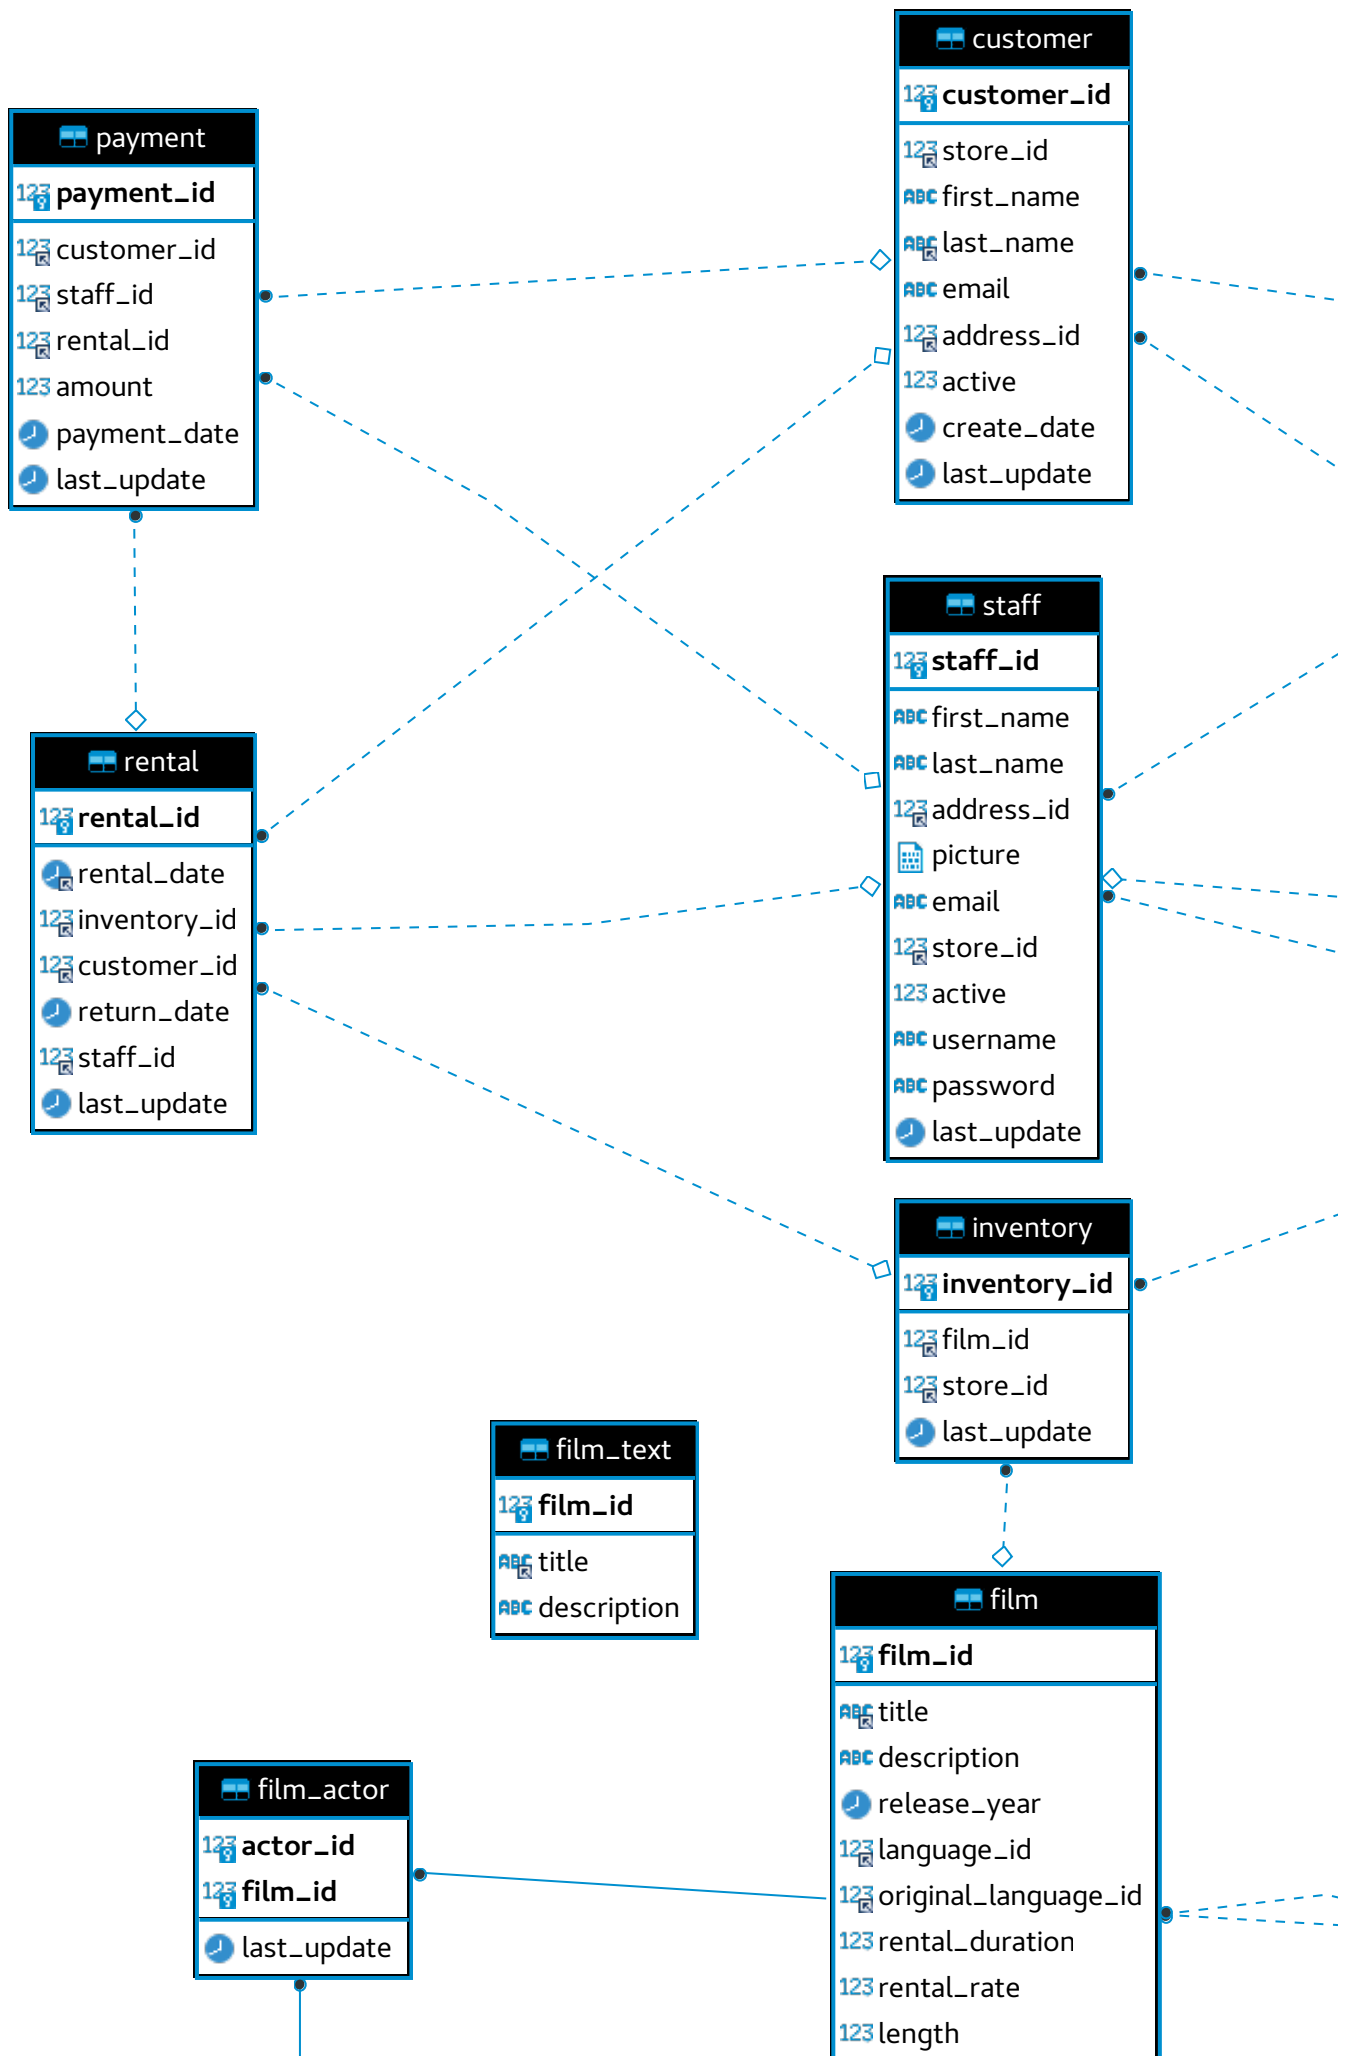 customer
customer_id
store_id
first_name
last_name
email
address_id
active
create_date
last_update
payment
payment_id
customer_id
staff_id
rental_id
amount
payment_date
last_update
staff
staff_id
first_name
last_name
address_id
picture
email
store_id
active
username
password
last_update
rental
rental_id
rental_date
inventory_id
customer_id
return_date
staff_id
last_update
inventory
inventory_id
film_id
store_id
last_update
film_text
film_id
title
description
film
film_id
title
description
release_year
language_id
original_language_id
rental_duration
rental_rate
length
film_actor
actor_id
film_id
last_update